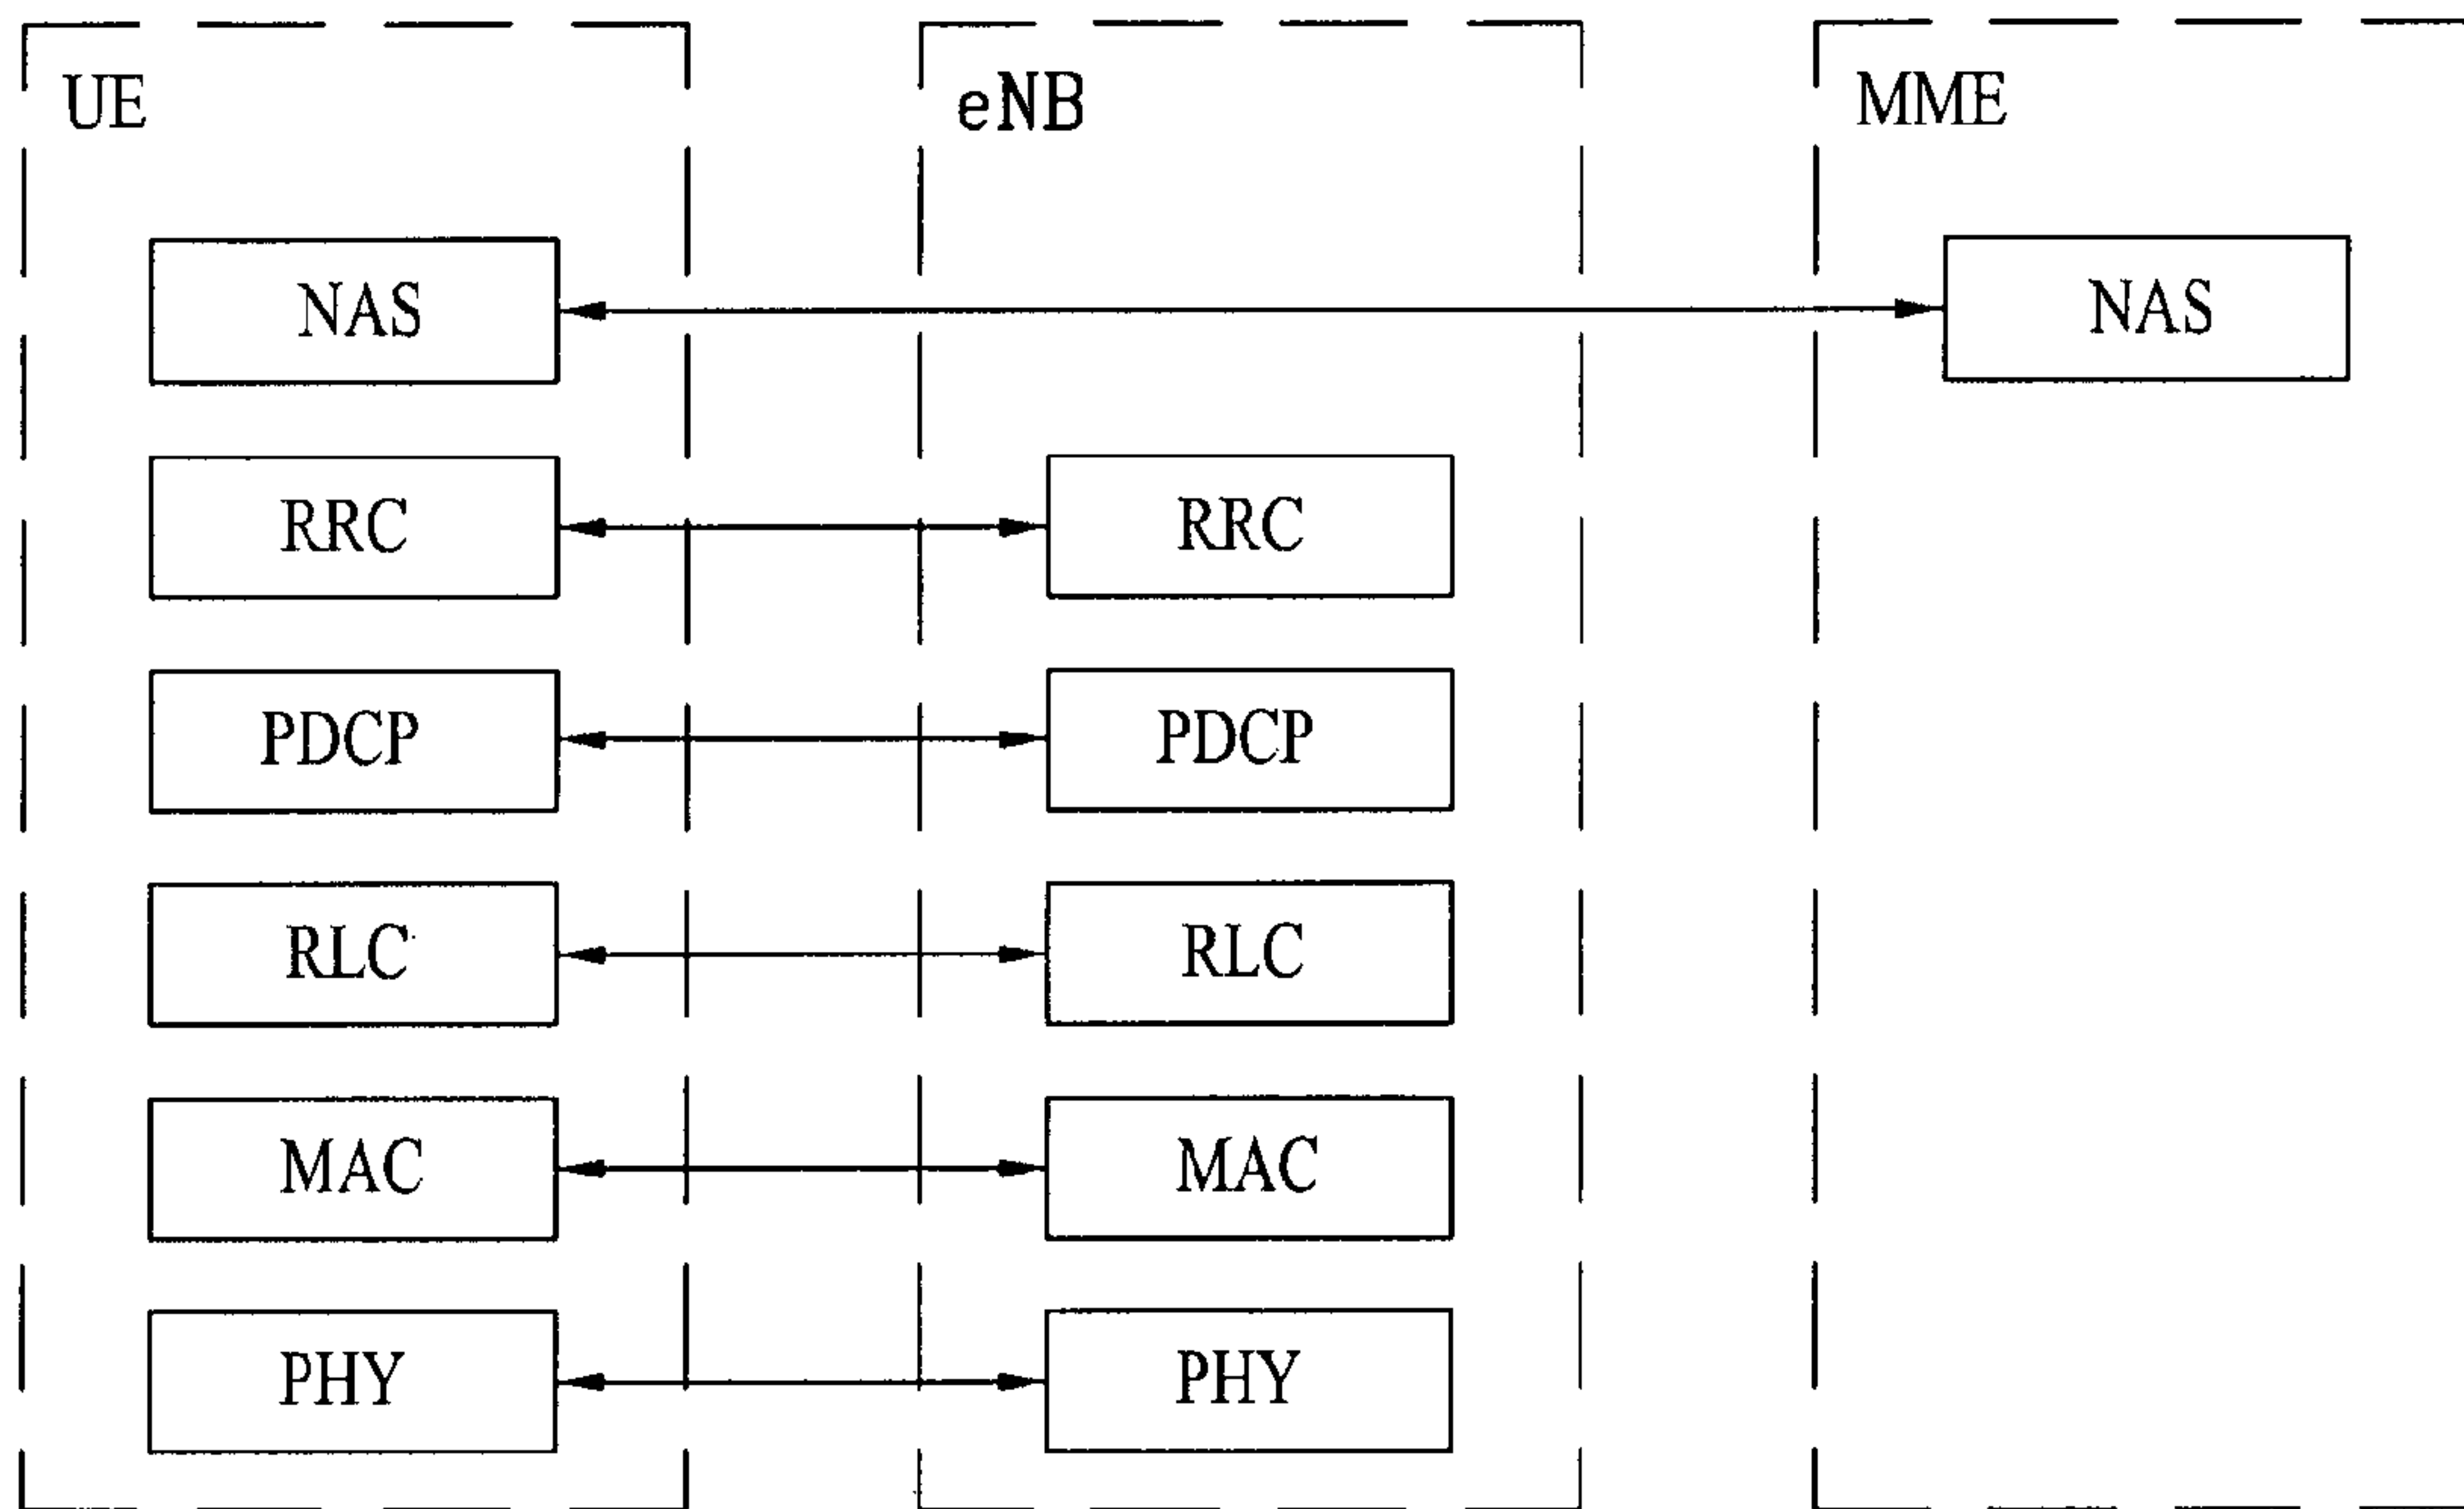 UE eNB MME
NAS NAS
RRC RRC
PDCP PDCP
RLC RLC
MAC MAC
PHY PHY